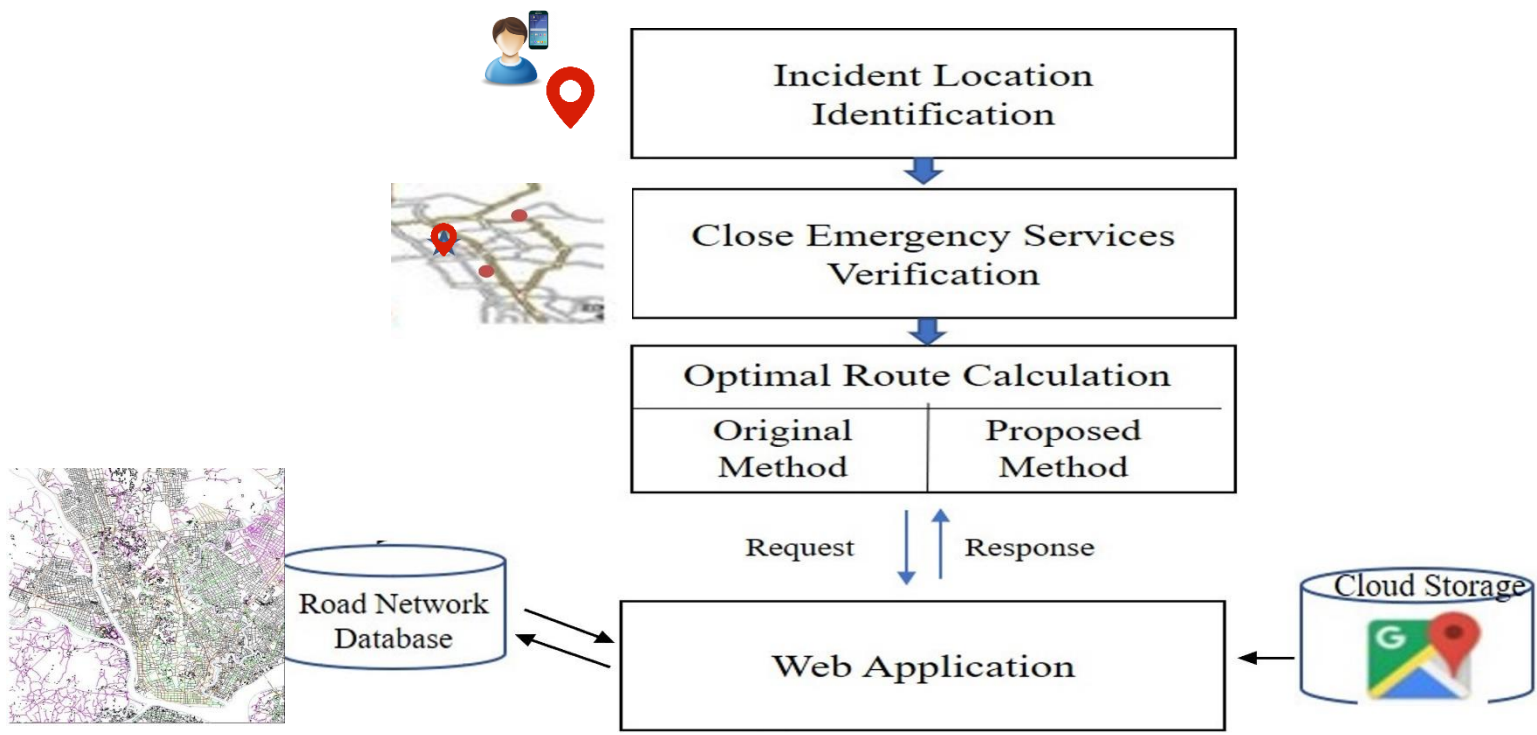 Incident Location
Identification
Close Emergency Services
Verification
Optimal Route Calculation
Original
Method
Proposed
Method
Request
Response
Road Network
Database
Web Application
Cloud Storage
G